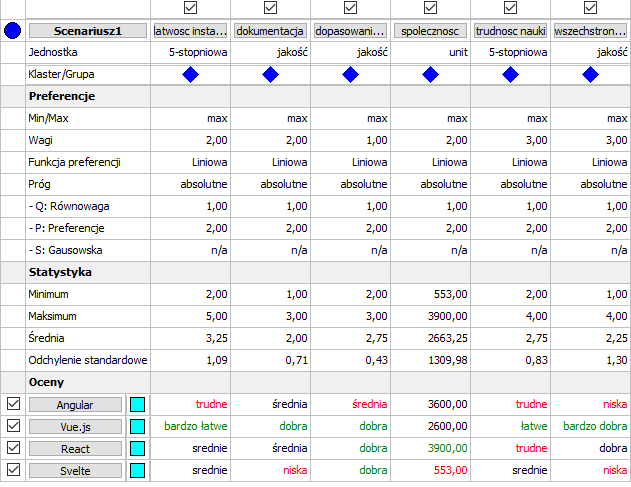 Scenariusz1 łatwosc insta... dokumentacja dopasowani... społecznosc trudnosc nauki wszechstron...
Jednostka 5-stopniowa jakość jakość unit 5-stopniowa jakość
Klaster/Grupa
Preferencje
Min/Max max max max max max max
Wagi 2,00 2,00 1,00 2,00 3,00 3,00
Funkcja preferencji Liniowa Liniowa Liniowa Liniowa Liniowa Liniowa
Próg absolutne absolutne absolutne absolutne absolutne absolutne
- Q: Równowaga 1,00 1,00 1,00 1,00 1,00 1,00
- P: Preferencje 2,00 2,00 2,00 2,00 2,00 2,00
- S: Gausowska n/a n/a n/a n/a n/a n/a
Statystyka
Minimum 2,00 1,00 2,00 553,00 2,00 1,00
Maksimum 5,00 3,00 3,00 3900,00 4,00 4,00
Średnia 3,25 2,00 2,75 2663,25 2,75 2,25
Odchylenie standardowe 1,09 0,71 0,43 1309,98 0,83 1,30
Oceny
Angular trudne średnia średnia 3600,00 trudne niska
Vue.js bardzo łatwe dobra dobra 2600,00 łatwe bardzo dobra
React srednie średnia dobra 3900,00 trudne dobra
Svelte srednie niska dobra 553,00 srednie niska